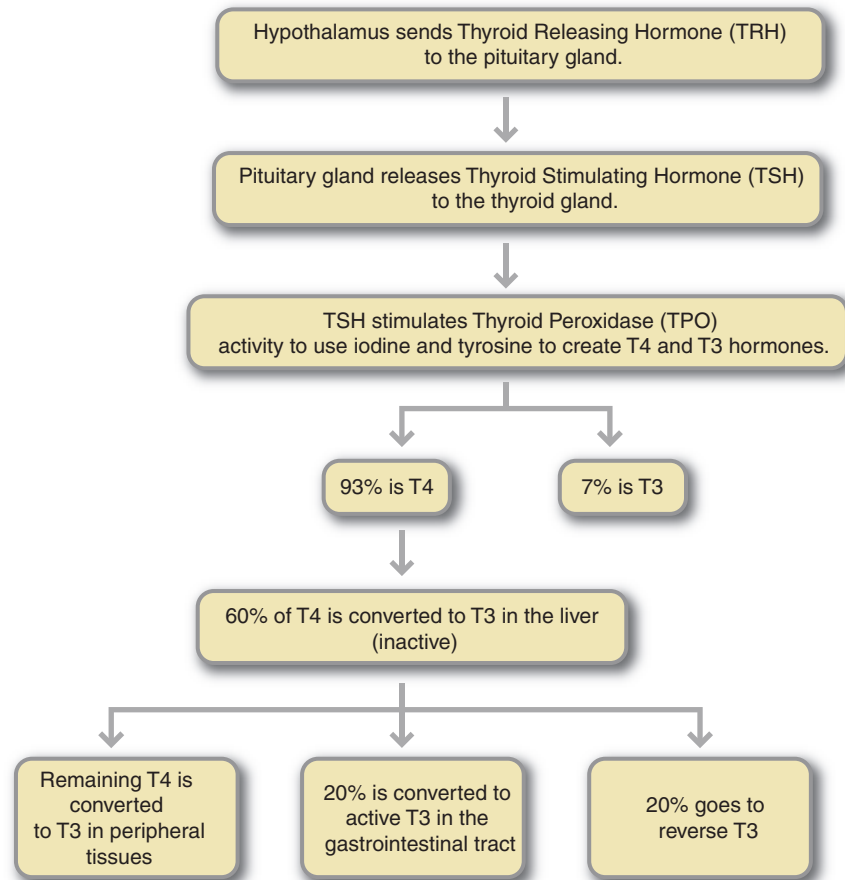 Hypothalamus sends Thyroid Releasing Hormone (TRH)
to the pituitary gland.
Pituitary gland releases Thyroid Stimulating Hormone (TSH)
to the thyroid gland.
TSH stimulates Thyroid Peroxidase (TPO)
activity to use iodine and tyrosine to create T4 and T3 hormones.
93% is T4
7% is T3
60% of T4 is converted to T3 in the liver
(inactive)
Remaining T4 is
converted
to T3 in peripheral
tissues
20% is converted to
active T3 in the
gastrointestinal tract
20% goes to
reverse T3